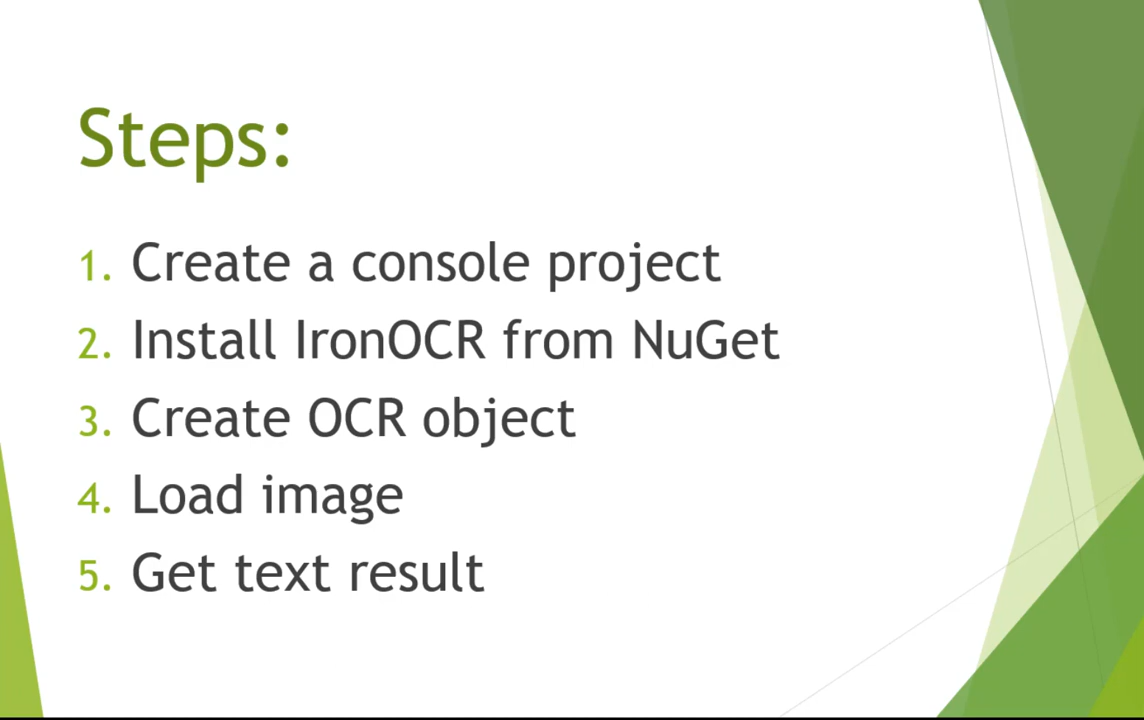 Steps:
1. Create a console project
2. Install IronOCR from NuGet
3. Create OCR object
4. Load image
5. Get text result